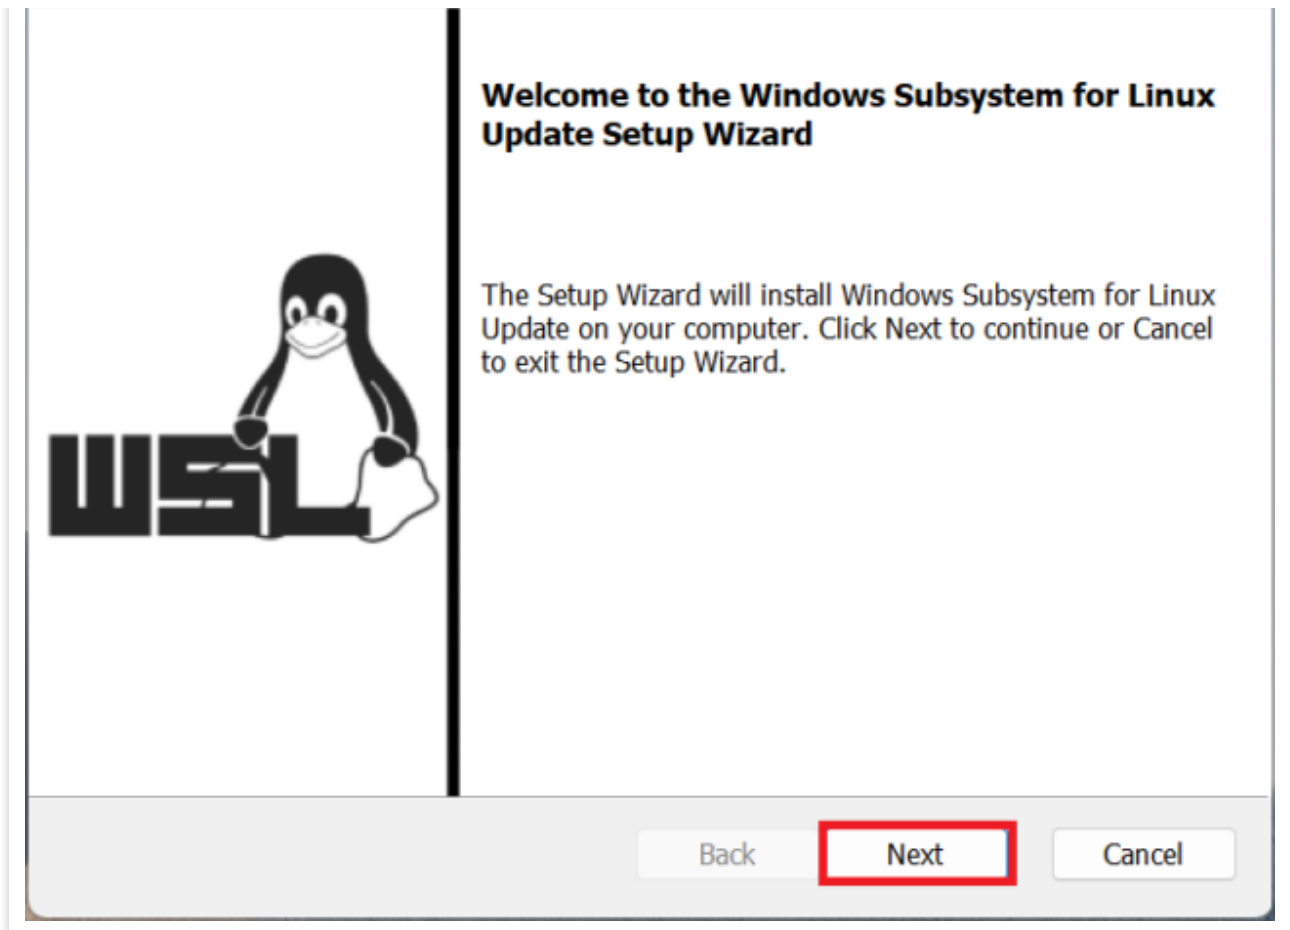 Welcome to the Windows Subsystem for Linux
Update Setup Wizard
The Setup Wizard will install Windows Subsystem for Linux
Update on your computer. Click Next to continue or Cancel
to exit the Setup Wizard.
WSL
Back Next Cancel